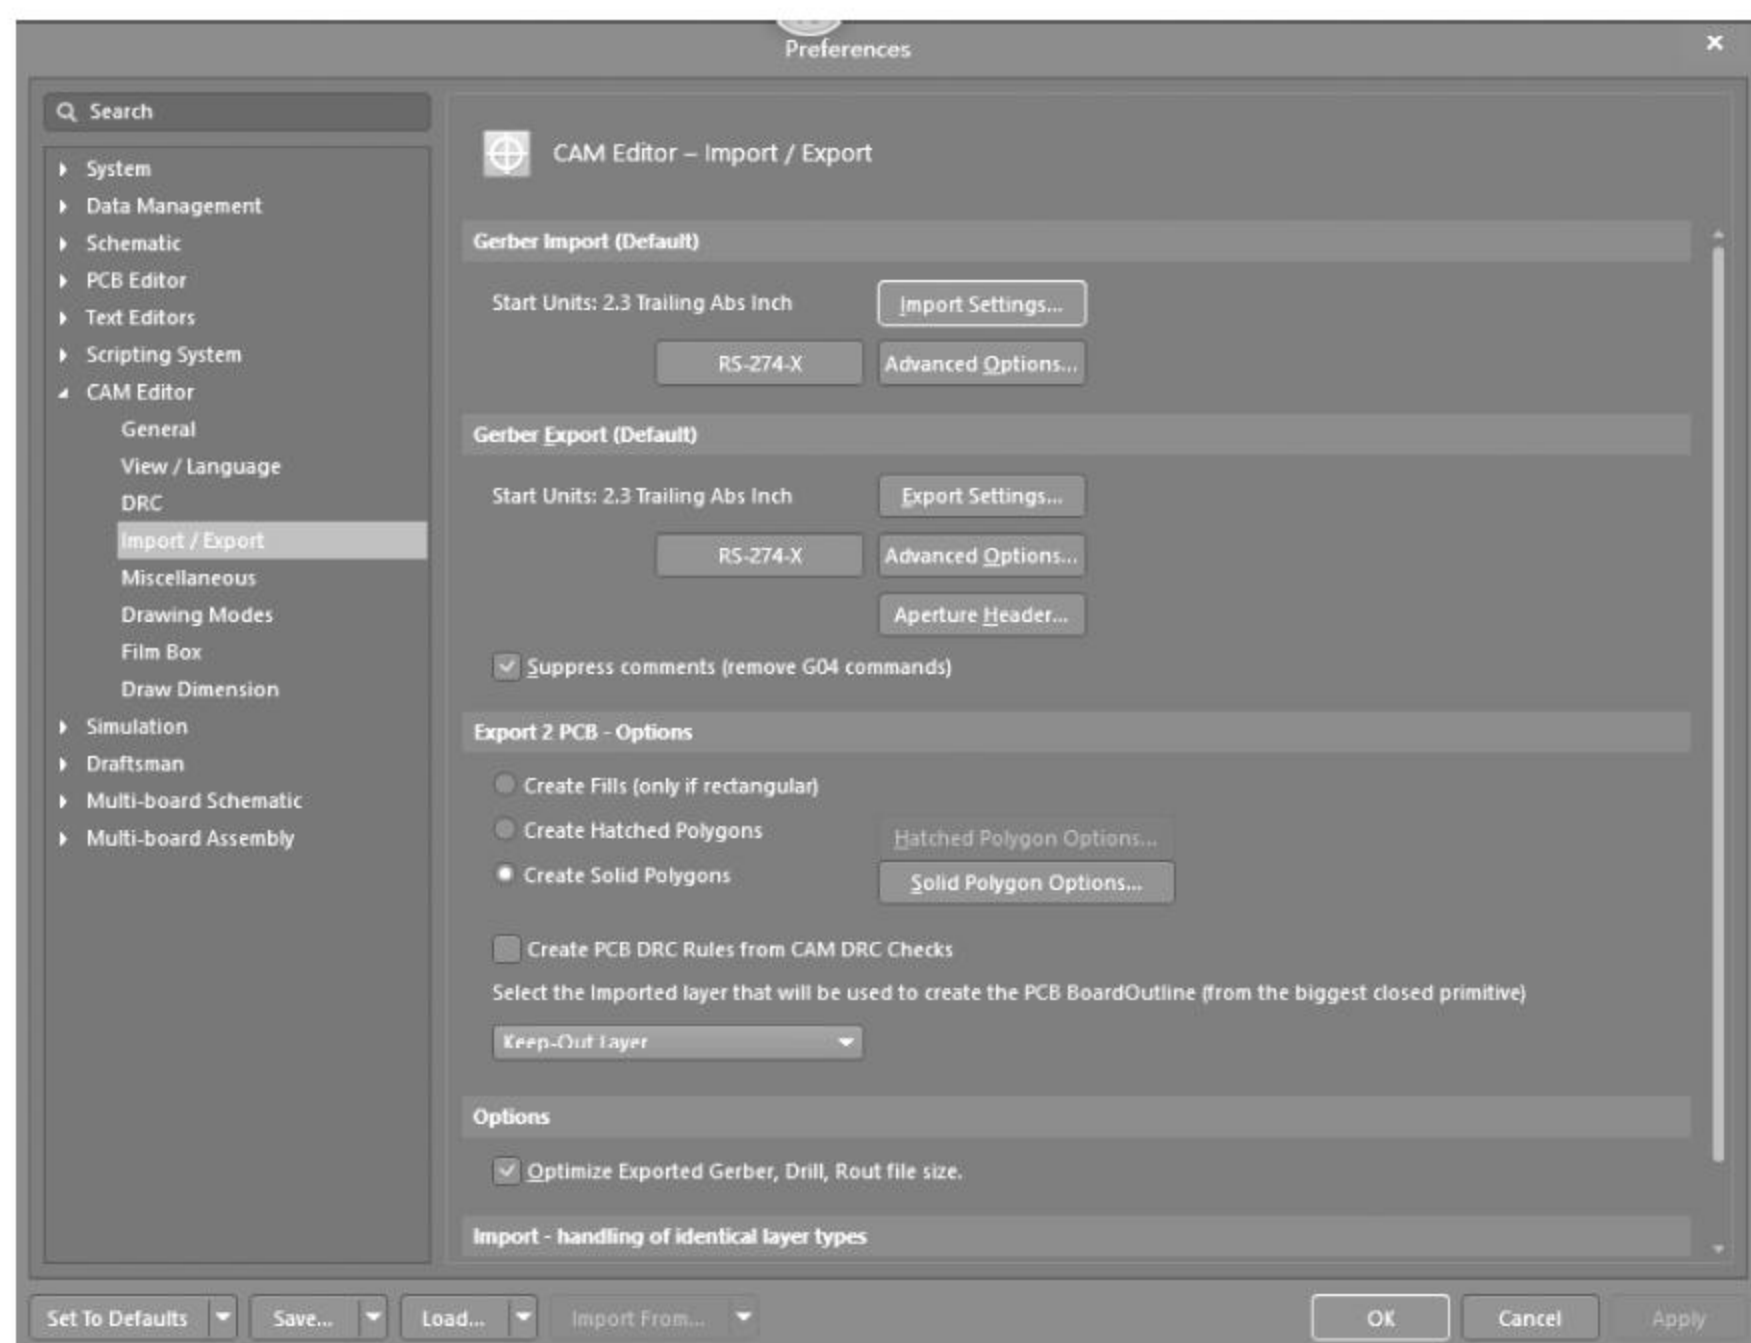 Preferences
Search
System
Data Management
Schematic
PCB Editor
Text Editors
Scripting System
CAM Editor
General
View / Language
DRC
Import / Export
Miscellaneous
Drawing Modes
Film Box
Draw Dimension
Simulation
Draftsman
Multi-board Schematic
Multi-board Assembly
CAM Editor – Import / Export
Gerber Import (Default)
Start Units: 2.3 Trailing Abs Inch
Import Settings...
RS-274-X
Advanced Options...
Gerber Export (Default)
Start Units: 2.3 Trailing Abs Inch
Export Settings...
RS-274-X
Advanced Options...
Aperture Header...
Suppress comments (remove G04 commands)
Export 2 PCB - Options
Create Fills (only if rectangular)
Create Hatched Polygons
Hatched Polygon Options...
Create Solid Polygons
Solid Polygon Options...
Create PCB DRC Rules from CAM DRC Checks
Select the Imported layer that will be used to create the PCB BoardOutline (from the biggest closed primitive)
Keep-Out Layer
Options
Optimize Exported Gerber, Drill, Rout file size.
Import - handling of identical layer types
Set To Defaults
Save...
Load...
Import From...
OK
Cancel
Apply